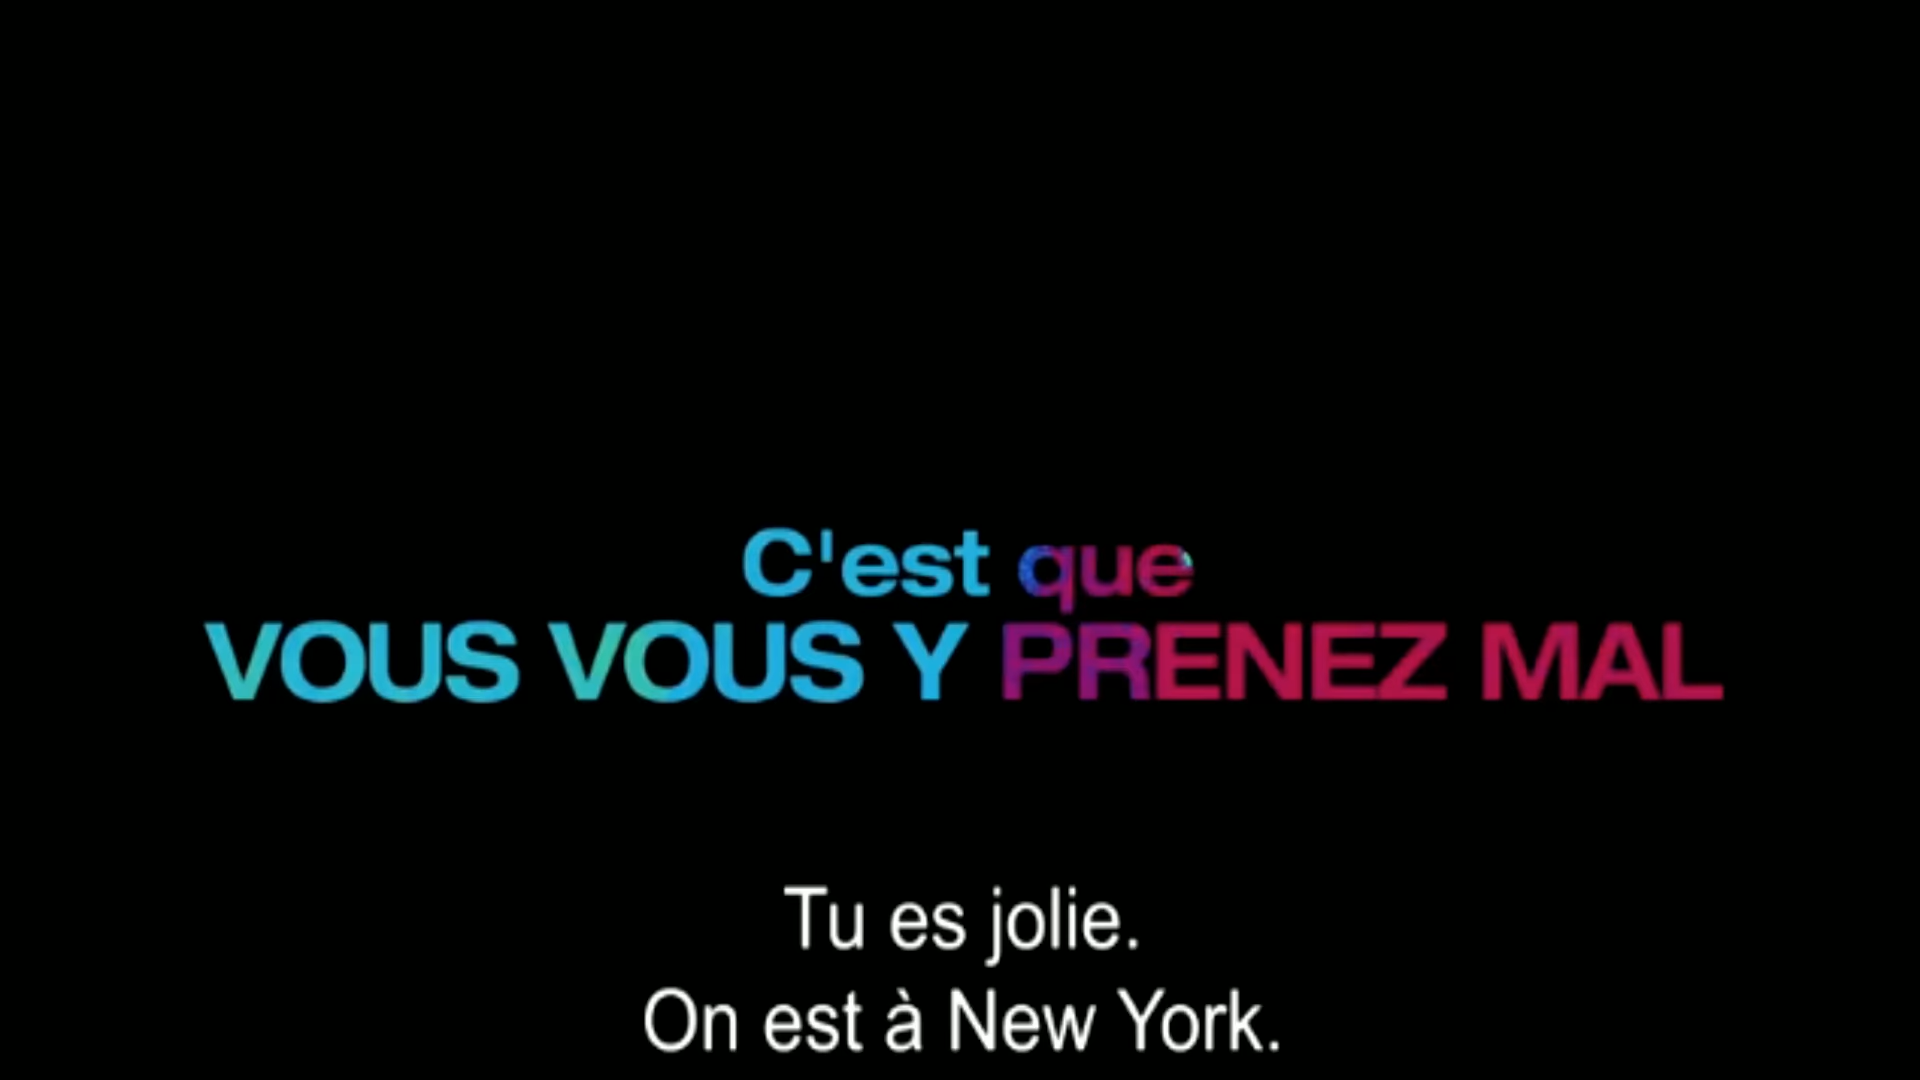 C'est que
VOUS VOUS Y PRENEZ MAL
Tu es jolie.
On est à New York.